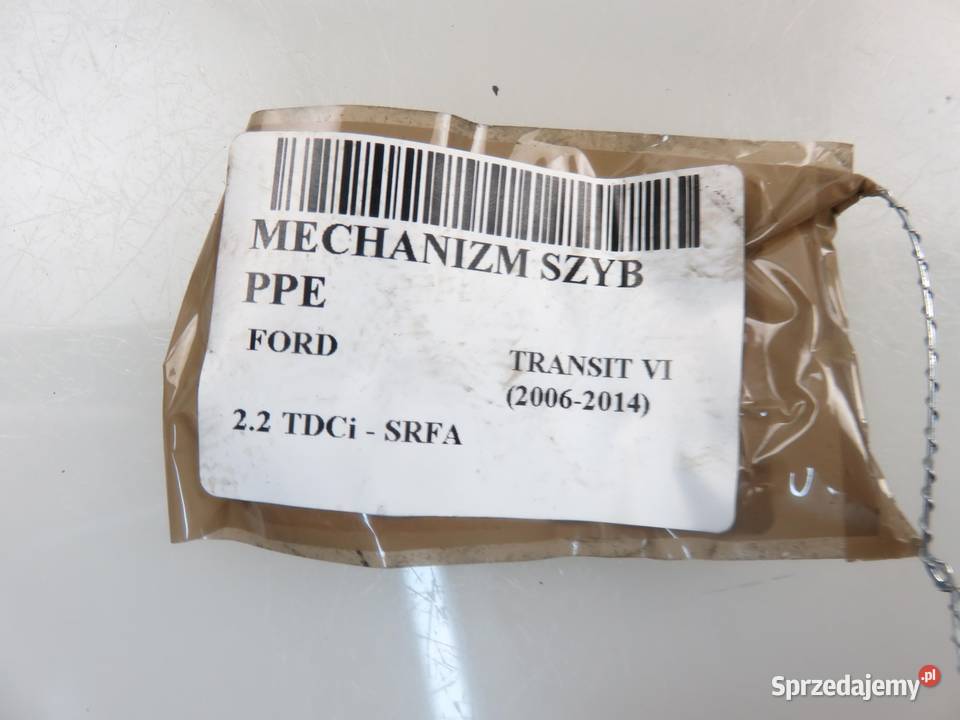 MECHANIZM SZYB
PPE
FORD
TRANSIT VI
(2006-2014)
2.2 TDCi - SRFA
Sprzedajemy.pl